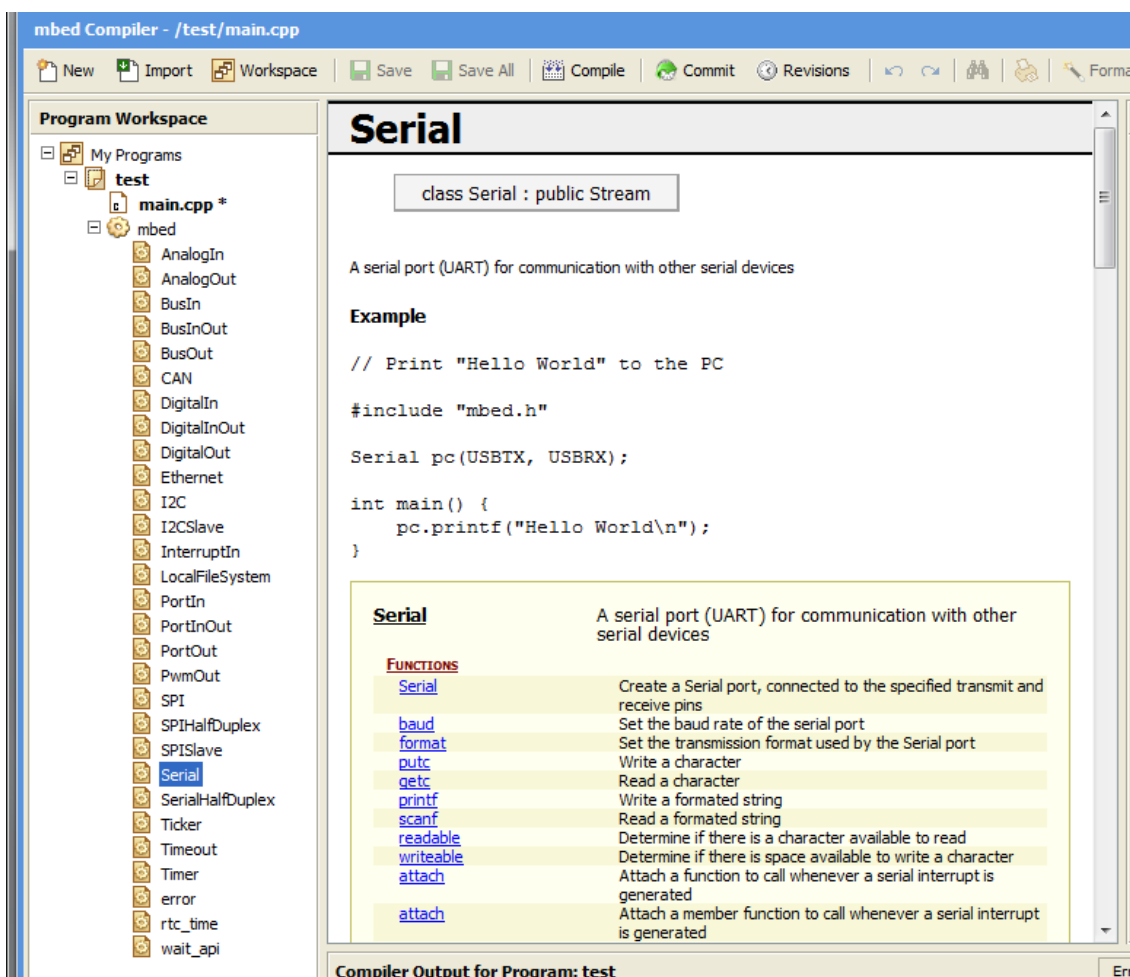 mbed Compiler - /test/main.cpp
New Import Workspace Save Save All Compile Commit Revisions Forma
Program Workspace
My Programs
test
main.cpp *
mbed
AnalogIn
AnalogOut
BusIn
BusInOut
BusOut
CAN
DigitalIn
DigitalInOut
DigitalOut
Ethernet
I2C
I2CSlave
InterruptIn
LocalFileSystem
PortIn
PortInOut
PortOut
PwmOut
SPI
SPIHalfDuplex
SPISlave
Serial
SerialHalfDuplex
Ticker
Timeout
Timer
error
rtc_time
wait_api
Serial
class Serial : public Stream
A serial port (UART) for communication with other serial devices
Example
// Print "Hello World" to the PC
#include "mbed.h"
Serial pc(USBTX, USBRX);
int main() {
pc.printf("Hello World\n");
}
Serial A serial port (UART) for communication with other
serial devices
FUNCTIONS
Serial Create a Serial port, connected to the specified transmit and
receive pins
baud Set the baud rate of the serial port
format Set the transmission format used by the Serial port
putc Write a character
getc Read a character
printf Write a formated string
scanf Read a formated string
readable Determine if there is a character available to read
writeable Determine if there is space available to write a character
attach Attach a function to call whenever a serial interrupt is
generated
attach Attach a member function to call whenever a serial interrupt
is generated
Compiler Output for Program: test Er